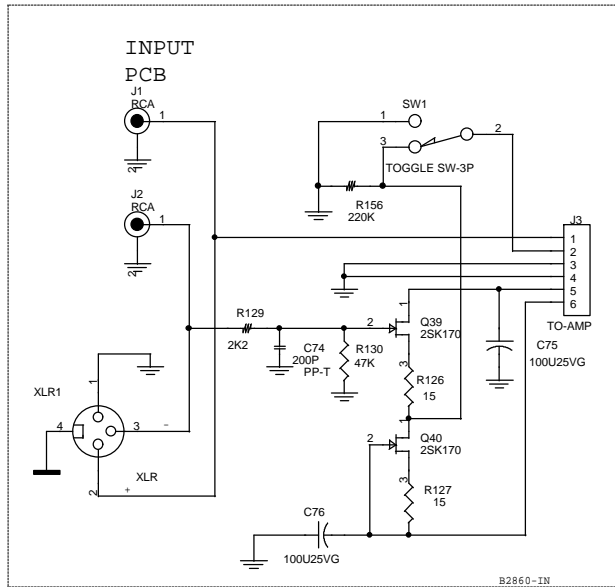 INPUT
PCB
J1
RCA
1
2
J2
RCA
1
2
SW1
1
2
3
TOGGLE SW-3P
R156
220K
J3
1
2
3
4
5
6
TO-AMP
R129
2K2
C74
200P
PP-T
R130
47K
1
2
Q39
2SK170
3
R126
15
C75
100U25VG
1
2
Q40
2SK170
3
R127
15
XLR1
1
4
3
-
2
+
XLR
C76
100U25VG
B2860-IN